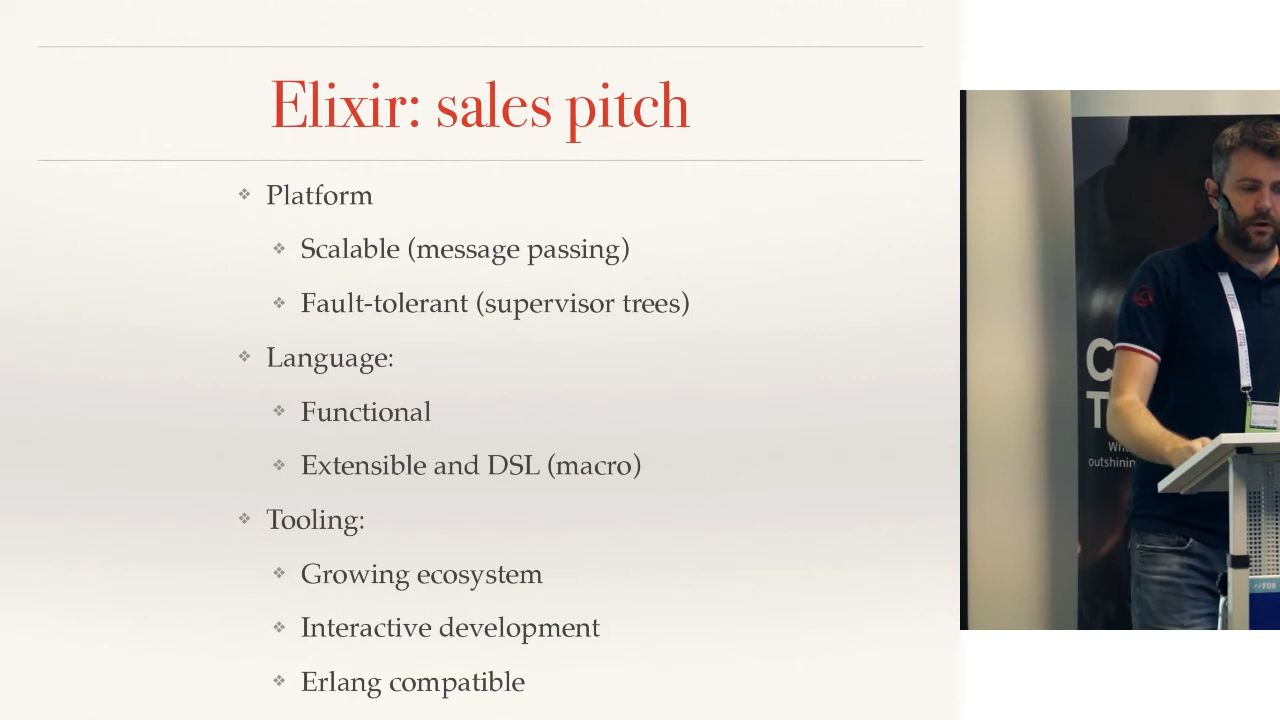 Elixir: sales pitch
❖ Platform
❖ Scalable (message passing)
❖ Fault-tolerant (supervisor trees)
❖ Language:
❖ Functional
❖ Extensible and DSL (macro)
❖ Tooling:
❖ Growing ecosystem
❖ Interactive development
❖ Erlang compatible
C
T
outshinin